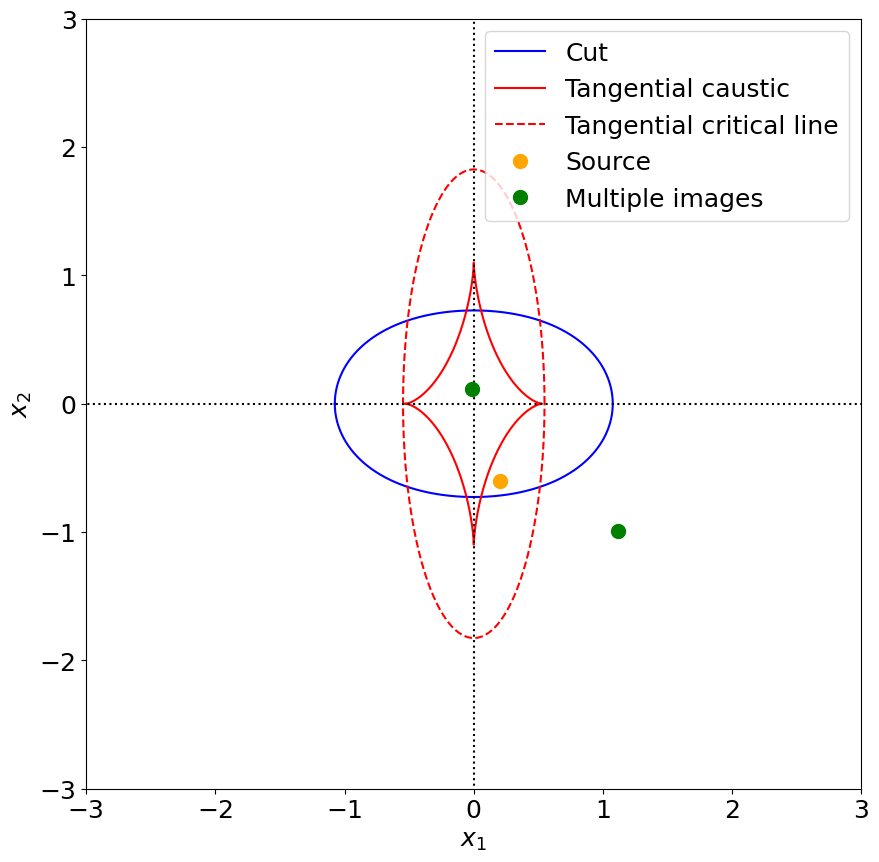 3
2
1
0
−1
−2
−3
x₂
Cut
Tangential caustic
Tangential critical line
Source
Multiple images
−3 −2 −1 0 1 2 3
x₁